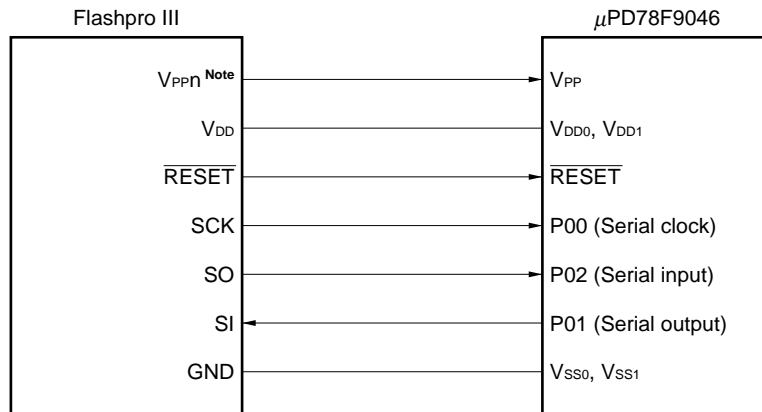 Flashpro III μPD78F9046
VPPn Note VPP
VDD VDD0, VDD1
RESET RESET
SCK P00 (Serial clock)
SO P02 (Serial input)
SI P01 (Serial output)
GND VSS0, VSS1